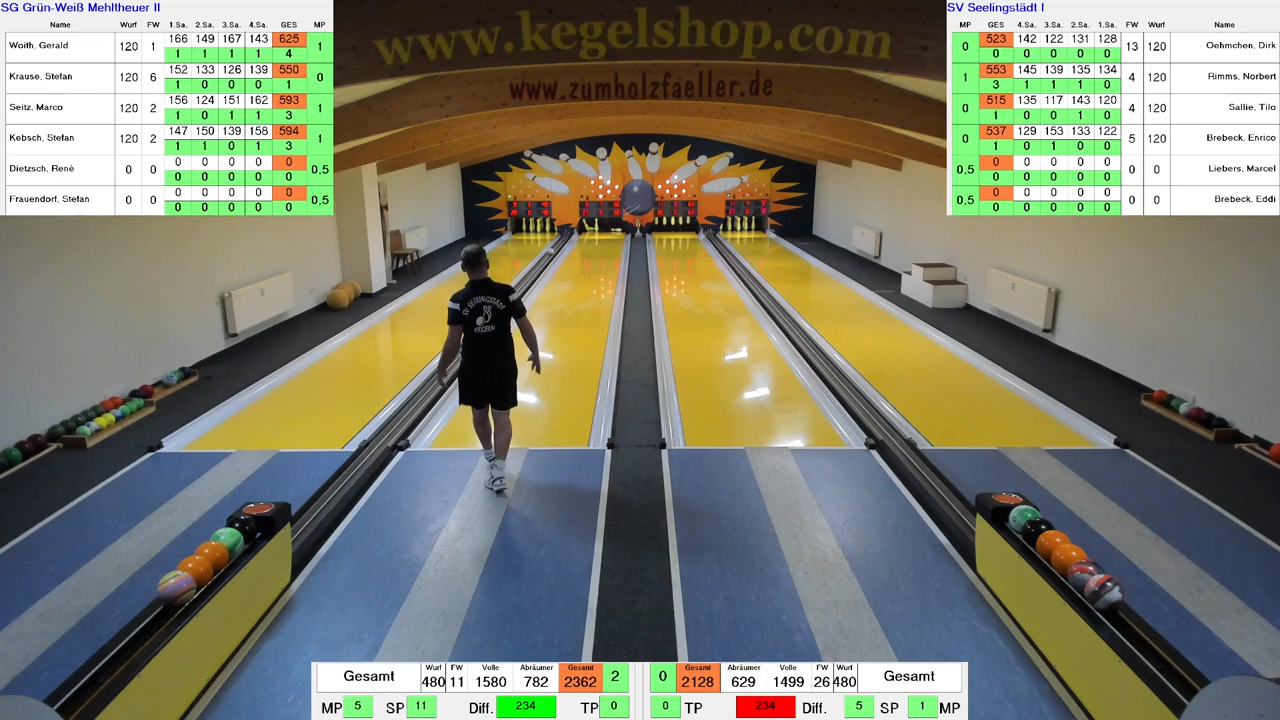 SG Grün-Weiß Mehltheuer II
Name Wurf FW 1.Sa. 2.Sa. 3.Sa. 4.Sa. GES MP
Woith, Gerald 120 1 166 149 167 143 625 1
1 1 1 1 4
Krause, Stefan 120 6 152 133 126 139 550 0
1 0 0 0 1
Seitz, Marco 120 2 156 124 151 162 593 1
1 0 1 1 3
Kebsch, Stefan 120 2 147 150 139 158 594 1
1 1 0 1 3
Dietzsch, Renè 0 0 0 0 0 0 0 0,5
0 0 0 0 0
Frauendorf, Stefan 0 0 0 0 0 0 0 0,5
0 0 0 0 0
www.kegelshop.com
www.zumholzfaeller.de
SV Seelingstädt I
MP GES 4.Sa. 3.Sa. 2.Sa. 1.Sa. FW Wurf Name
0 523 142 122 131 128 13 120 Oehmchen, Dirk
0 0 0 0 0
1 553 145 139 135 134 4 120 Rimms, Norbert
3 1 1 1 0
0 515 135 117 143 120 4 120 Sallie, Tilo
1 0 0 1 0
0 537 129 153 133 122 5 120 Brebeck, Enrico
1 0 1 0 0
0,5 0 0 0 0 0 0 0 Liebers, Marcel
0 0 0 0 0
0,5 0 0 0 0 0 0 0 Brebeck, Eddi
0 0 0 0 0
SV SEELINGSTÄDT
KEGELN
Gesamt Wurf 480 FW 11 Volle 1580 Abräumer 782 Gesamt 2362 2
MP 5 SP 11 Diff. 234 TP 0
0 Gesamt 2128 Abräumer 629 Volle 1499 FW 26 Wurf 480 Gesamt
0 TP 234 Diff. 5 SP 1 MP